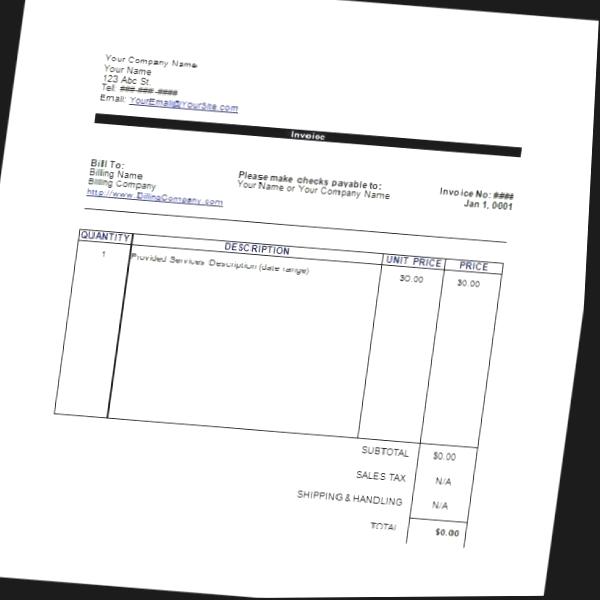 Your Company Name
Your Name
123 Abc St.
Tell: ###-###-####
Email: YourEmail@YourSite.com
Invoice
Bill To:
Billing Name
Billing Company
http://www.BillingCompany.com
Please make checks payable to:
Your Name or Your Company Name
Invoice No: ####
Jan 1, 0001
QUANTITY DESCRIPTION UNIT PRICE PRICE
1 Provided Services Description (date range) $0.00 $0.00
SUBTOTAL $0.00
SALES TAX N/A
SHIPPING & HANDLING N/A
TOTAL $0.00